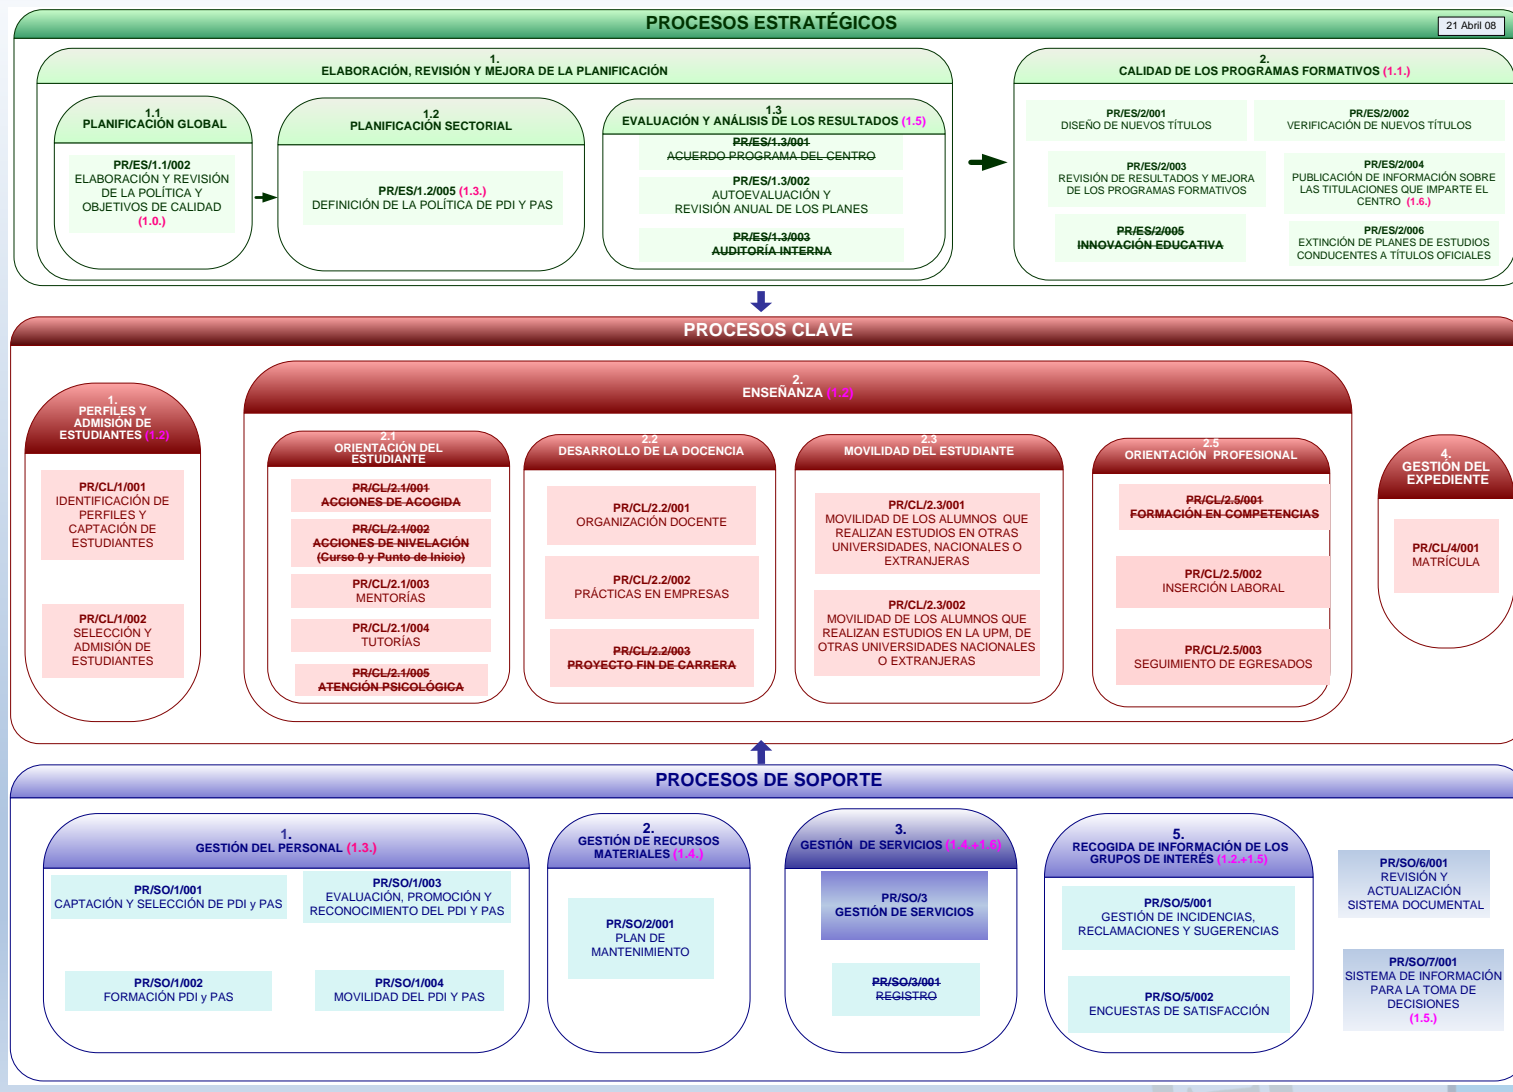 PROCESOS ESTRATÉGICOS
21 Abril 08
1.
ELABORACIÓN, REVISIÓN Y MEJORA DE LA PLANIFICACIÓN
1.1
PLANIFICACIÓN GLOBAL
PR/ES/1.1/002
ELABORACIÓN Y REVISIÓN
DE LA POLÍTICA Y
OBJETIVOS DE CALIDAD
(1.0.)
1.2
PLANIFICACIÓN SECTORIAL
PR/ES/1.2/005 (1.3.)
DEFINICIÓN DE LA POLÍTICA DE PDI Y PAS
1.3
EVALUACIÓN Y ANÁLISIS DE LOS RESULTADOS (1.5)
PR/ES/1.3/001
ACUERDO PROGRAMA DEL CENTRO
PR/ES/1.3/002
AUTOEVALUACIÓN Y
REVISIÓN ANUAL DE LOS PLANES
PR/ES/1.3/003
AUDITORÍA INTERNA
2.
CALIDAD DE LOS PROGRAMAS FORMATIVOS (1.1.)
PR/ES/2/001
DISEÑO DE NUEVOS TÍTULOS
PR/ES/2/002
VERIFICACIÓN DE NUEVOS TÍTULOS
PR/ES/2/003
REVISIÓN DE RESULTADOS Y MEJORA
DE LOS PROGRAMAS FORMATIVOS
PR/ES/2/004
PUBLICACIÓN DE INFORMACIÓN SOBRE
LAS TITULACIONES QUE IMPARTE EL
CENTRO (1.6.)
PR/ES/2/005
INNOVACIÓN EDUCATIVA
PR/ES/2/006
EXTINCIÓN DE PLANES DE ESTUDIOS
CONDUCENTES A TÍTULOS OFICIALES
PROCESOS CLAVE
1.
PERFILES Y
ADMISIÓN DE
ESTUDIANTES (1.2)
PR/CL/1/001
IDENTIFICACIÓN DE
PERFILES Y
CAPTACIÓN DE
ESTUDIANTES
PR/CL/1/002
SELECCIÓN Y
ADMISIÓN DE
ESTUDIANTES
2.
ENSEÑANZA (1.2)
2.1
ORIENTACIÓN DEL
ESTUDIANTE
PR/CL/2.1/001
ACCIONES DE ACOGIDA
PR/CL/2.1/002
ACCIONES DE NIVELACIÓN
(Curso 0 y Punto de Inicio)
PR/CL/2.1/003
MENTORÍAS
PR/CL/2.1/004
TUTORÍAS
PR/CL/2.1/005
ATENCIÓN PSICOLÓGICA
2.2
DESARROLLO DE LA DOCENCIA
PR/CL/2.2/001
ORGANIZACIÓN DOCENTE
PR/CL/2.2/002
PRÁCTICAS EN EMPRESAS
PR/CL/2.2/003
PROYECTO FIN DE CARRERA
2.3
MOVILIDAD DEL ESTUDIANTE
PR/CL/2.3/001
MOVILIDAD DE LOS ALUMNOS QUE
REALIZAN ESTUDIOS EN OTRAS
UNIVERSIDADES, NACIONALES O
EXTRANJERAS
PR/CL/2.3/002
MOVILIDAD DE LOS ALUMNOS QUE
REALIZAN ESTUDIOS EN LA UPM, DE
OTRAS UNIVERSIDADES NACIONALES
O EXTRANJERAS
2.5
ORIENTACIÓN PROFESIONAL
PR/CL/2.5/001
FORMACIÓN EN COMPETENCIAS
PR/CL/2.5/002
INSERCIÓN LABORAL
PR/CL/2.5/003
SEGUIMIENTO DE EGRESADOS
4.
GESTIÓN DEL
EXPEDIENTE
PR/CL/4/001
MATRÍCULA
PROCESOS DE SOPORTE
1.
GESTIÓN DEL PERSONAL (1.3.)
PR/SO/1/001
CAPTACIÓN Y SELECCIÓN DE PDI y PAS
PR/SO/1/003
EVALUACIÓN, PROMOCIÓN Y
RECONOCIMIENTO DEL PDI Y PAS
PR/SO/1/002
FORMACIÓN PDI y PAS
PR/SO/1/004
MOVILIDAD DEL PDI Y PAS
2.
GESTIÓN DE RECURSOS
MATERIALES (1.4.)
PR/SO/2/001
PLAN DE
MANTENIMIENTO
3.
GESTIÓN DE SERVICIOS (1.4.+1.6)
PR/SO/3
GESTIÓN DE SERVICIOS
PR/SO/3/001
REGISTRO
5.
RECOGIDA DE INFORMACIÓN DE LOS
GRUPOS DE INTERÉS (1.2.+1.5)
PR/SO/5/001
GESTIÓN DE INCIDENCIAS,
RECLAMACIONES Y SUGERENCIAS
PR/SO/5/002
ENCUESTAS DE SATISFACCIÓN
PR/SO/6/001
REVISIÓN Y
ACTUALIZACIÓN
SISTEMA DOCUMENTAL
PR/SO/7/001
SISTEMA DE INFORMACIÓN
PARA LA TOMA DE
DECISIONES
(1.5.)